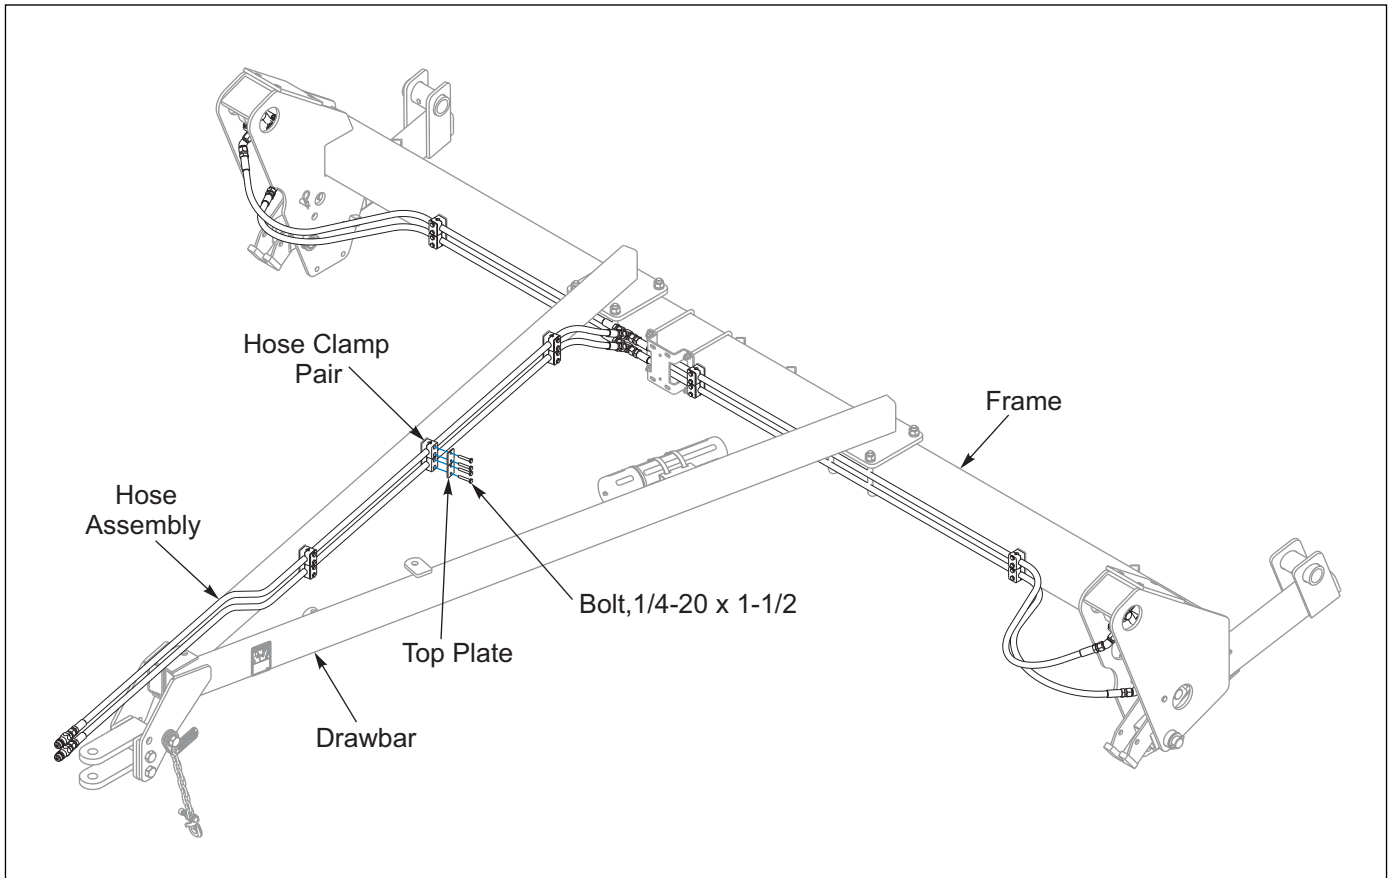 Hose Clamp
Pair
Frame
Hose
Assembly
Bolt,1/4-20 x 1-1/2
Top Plate
Drawbar